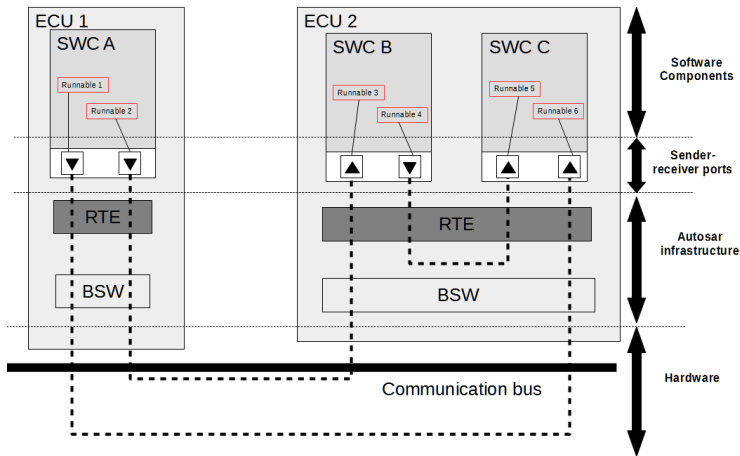 ECU 1
SWC A
Runnable 1
Runnable 2
RTE
BSW
ECU 2
SWC B
Runnable 3
Runnable 4
SWC C
Runnable 5
Runnable 6
RTE
BSW
Communication bus
Software
Components
Sender-
receiver ports
Autosar
infrastructure
Hardware